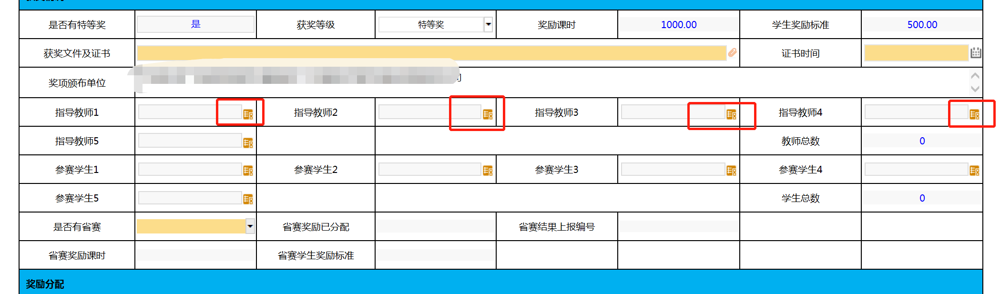 是否有特等奖 是 获奖等级 特等奖 奖励课时 1000.00 学生奖励标准 500.00
获奖文件及证书 证书时间
奖项颁布单位
指导教师1 指导教师2 指导教师3 指导教师4
指导教师5 教师总数 0
参赛学生1 参赛学生2 参赛学生3 参赛学生4
参赛学生5 学生总数 0
是否有省赛 省赛奖励已分配 省赛结果上报编号
省赛奖励课时 省赛学生奖励标准
奖励分配